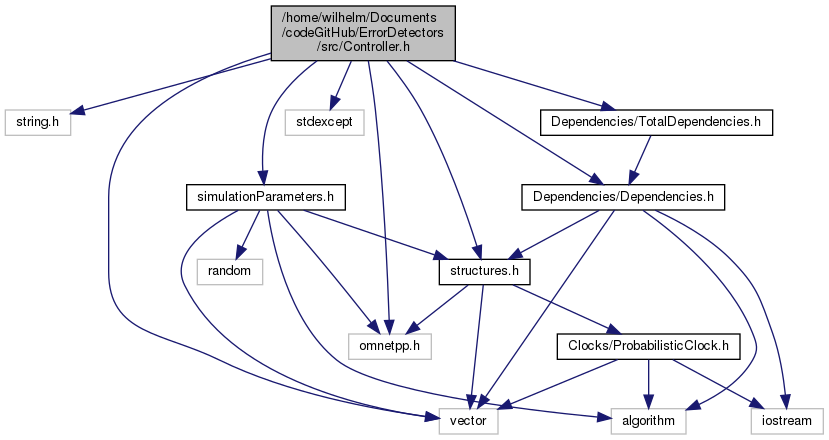 /home/wilhelm/Documents
/codeGitHub/ErrorDetectors
/src/Controller.h
string.h
stdexcept
Dependencies/TotalDependencies.h
simulationParameters.h
Dependencies/Dependencies.h
random
structures.h
omnetpp.h
Clocks/ProbabilisticClock.h
vector
algorithm
iostream